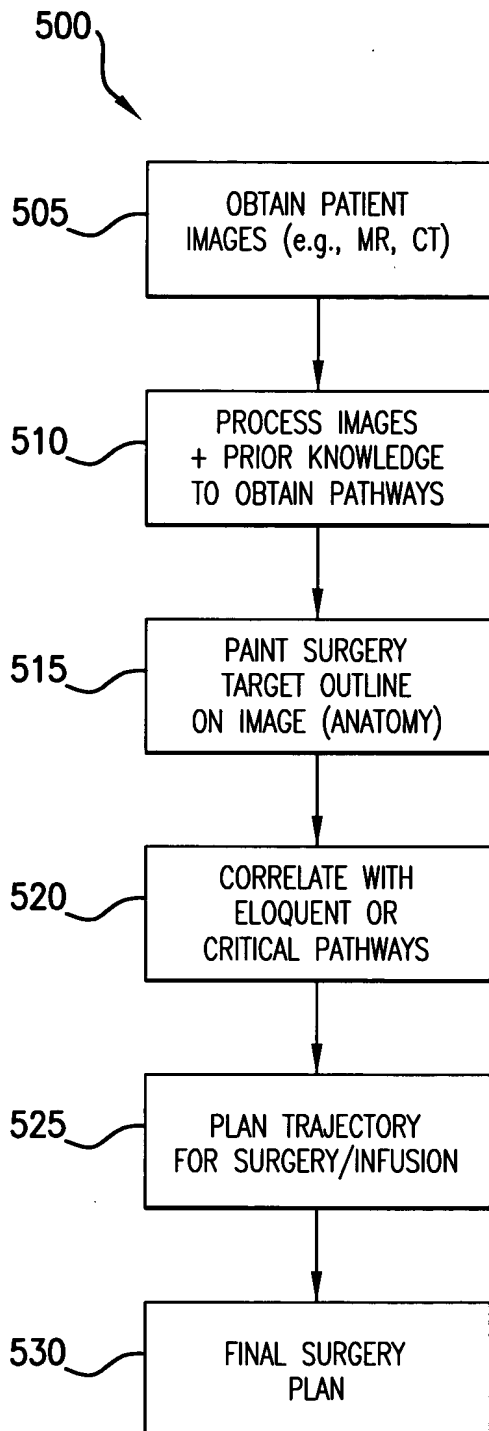 500
505
OBTAIN PATIENT
IMAGES (e.g., MR, CT)
510
PROCESS IMAGES
+ PRIOR KNOWLEDGE
TO OBTAIN PATHWAYS
515
PAINT SURGERY
TARGET OUTLINE
ON IMAGE (ANATOMY)
520
CORRELATE WITH
ELOQUENT OR
CRITICAL PATHWAYS
525
PLAN TRAJECTORY
FOR SURGERY/INFUSION
530
FINAL SURGERY
PLAN